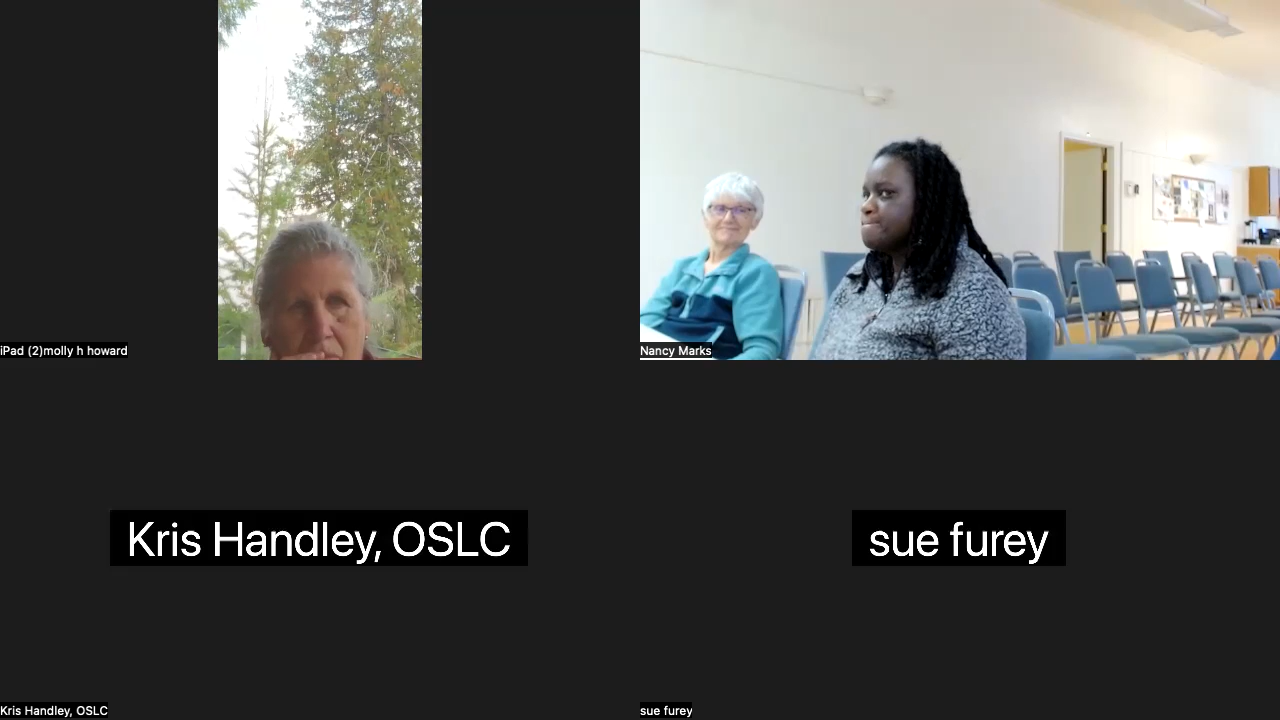 iPad (2)molly h howard
Nancy Marks
Kris Handley, OSLC
sue furey
Kris Handley, OSLC
sue furey